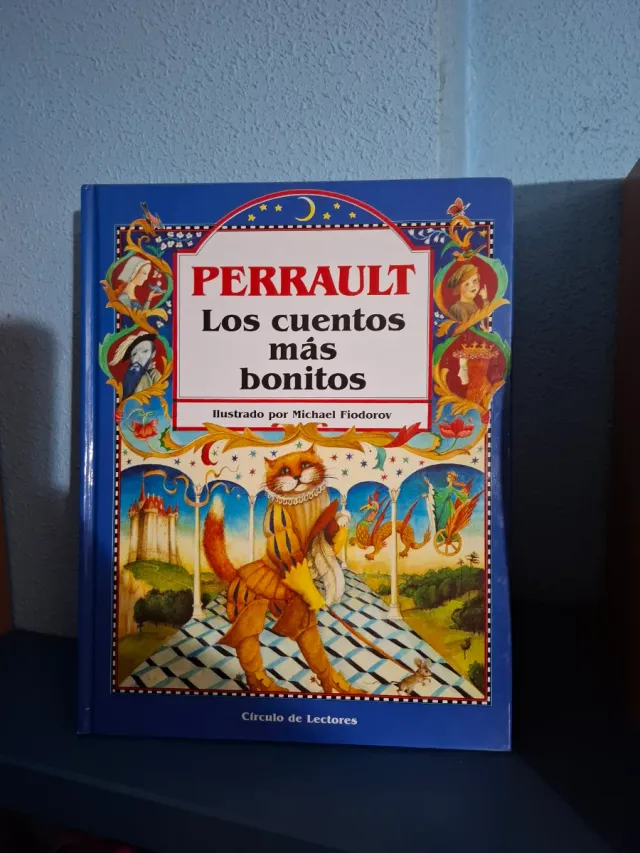 PERRAULT
Los cuentos
más
bonitos
Ilustrado por Michael Fiodorov
Círculo de Lectores